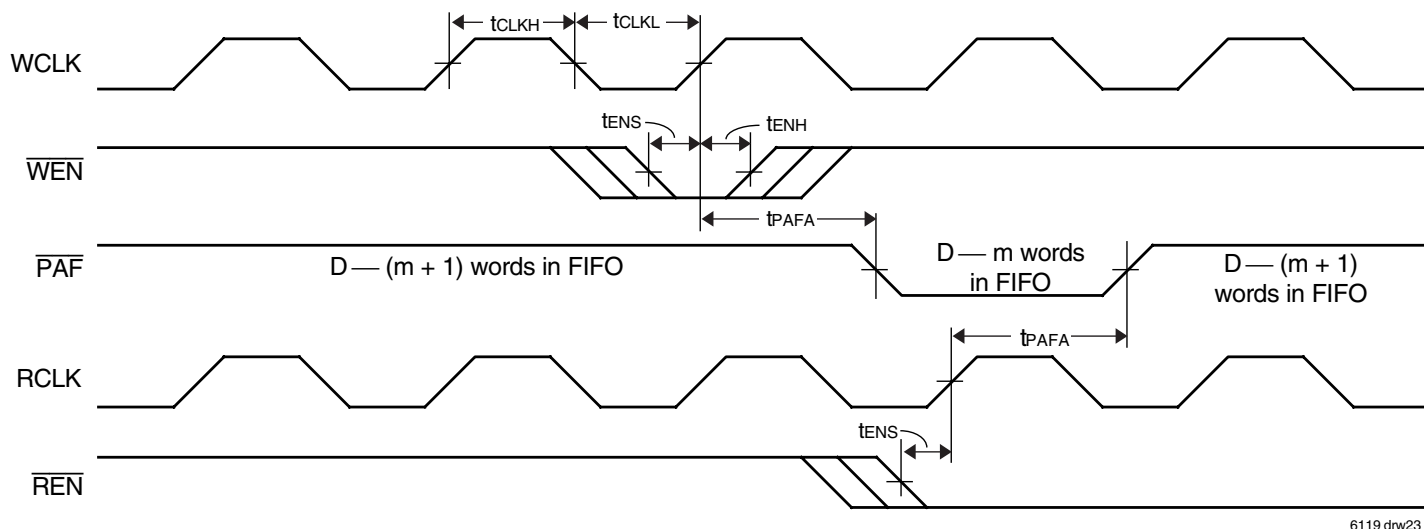 tCLKH
tCLKL
WCLK
tENS
tENH
WEN
tPAFA
PAF
D — (m + 1) words in FIFO
D — m words
in FIFO
D — (m + 1)
words in FIFO
tPAFA
RCLK
tENS
REN
6119 drw23